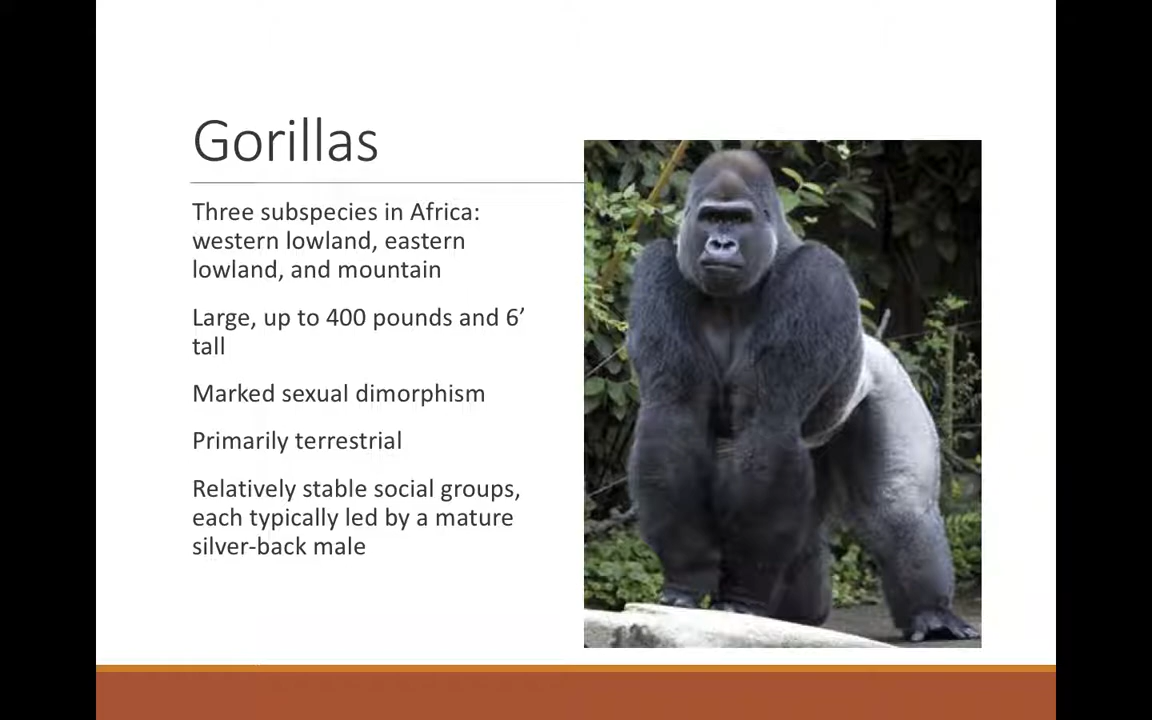 Gorillas
Three subspecies in Africa:
western lowland, eastern
lowland, and mountain
Large, up to 400 pounds and 6’
tall
Marked sexual dimorphism
Primarily terrestrial
Relatively stable social groups,
each typically led by a mature
silver-back male